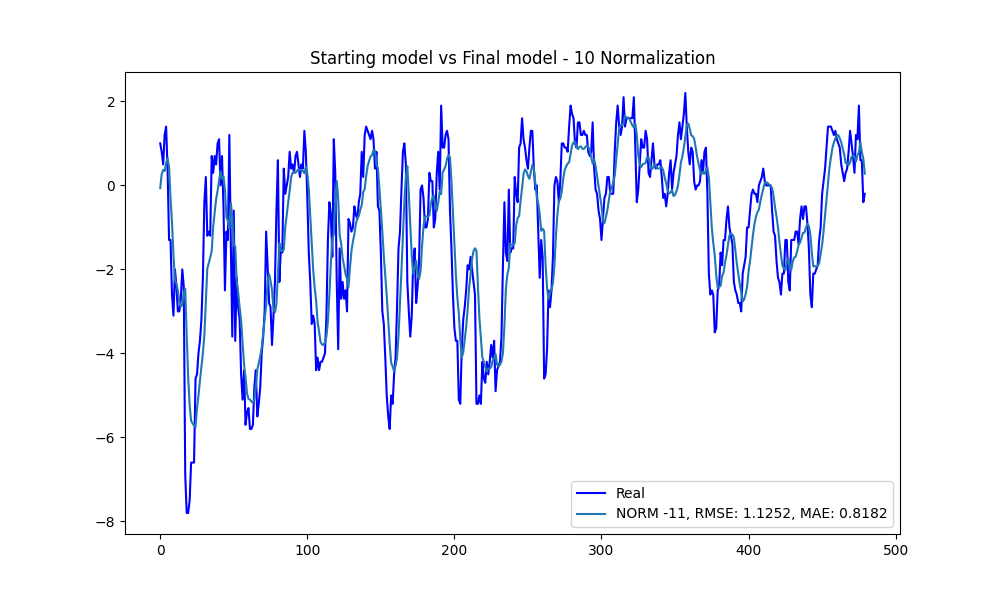 Starting model vs Final model - 10 Normalization
2
0
−2
−4
−6
−8
0 100 200 300 400 500
Real
NORM -11, RMSE: 1.1252, MAE: 0.8182